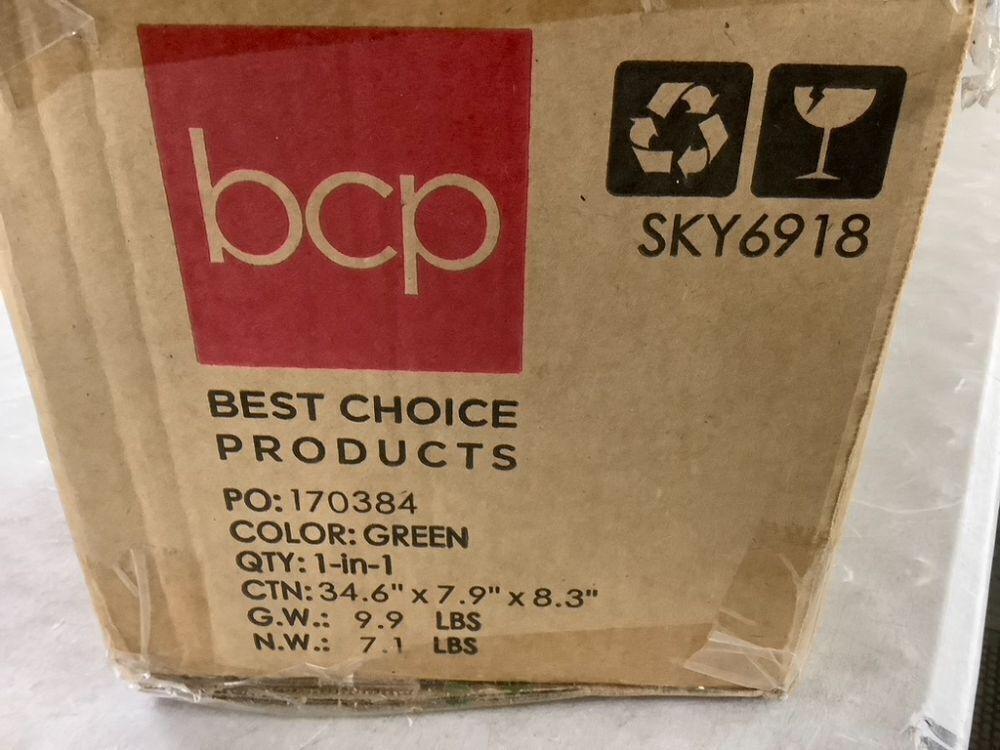 bcp
SKY6918
BEST CHOICE
PRODUCTS
PO: 170384
COLOR: GREEN
QTY: 1-in-1
CTN: 34.6" x 7.9" x 8.3"
G.W.: 9.9 LBS
N.W.: 7.1 LBS